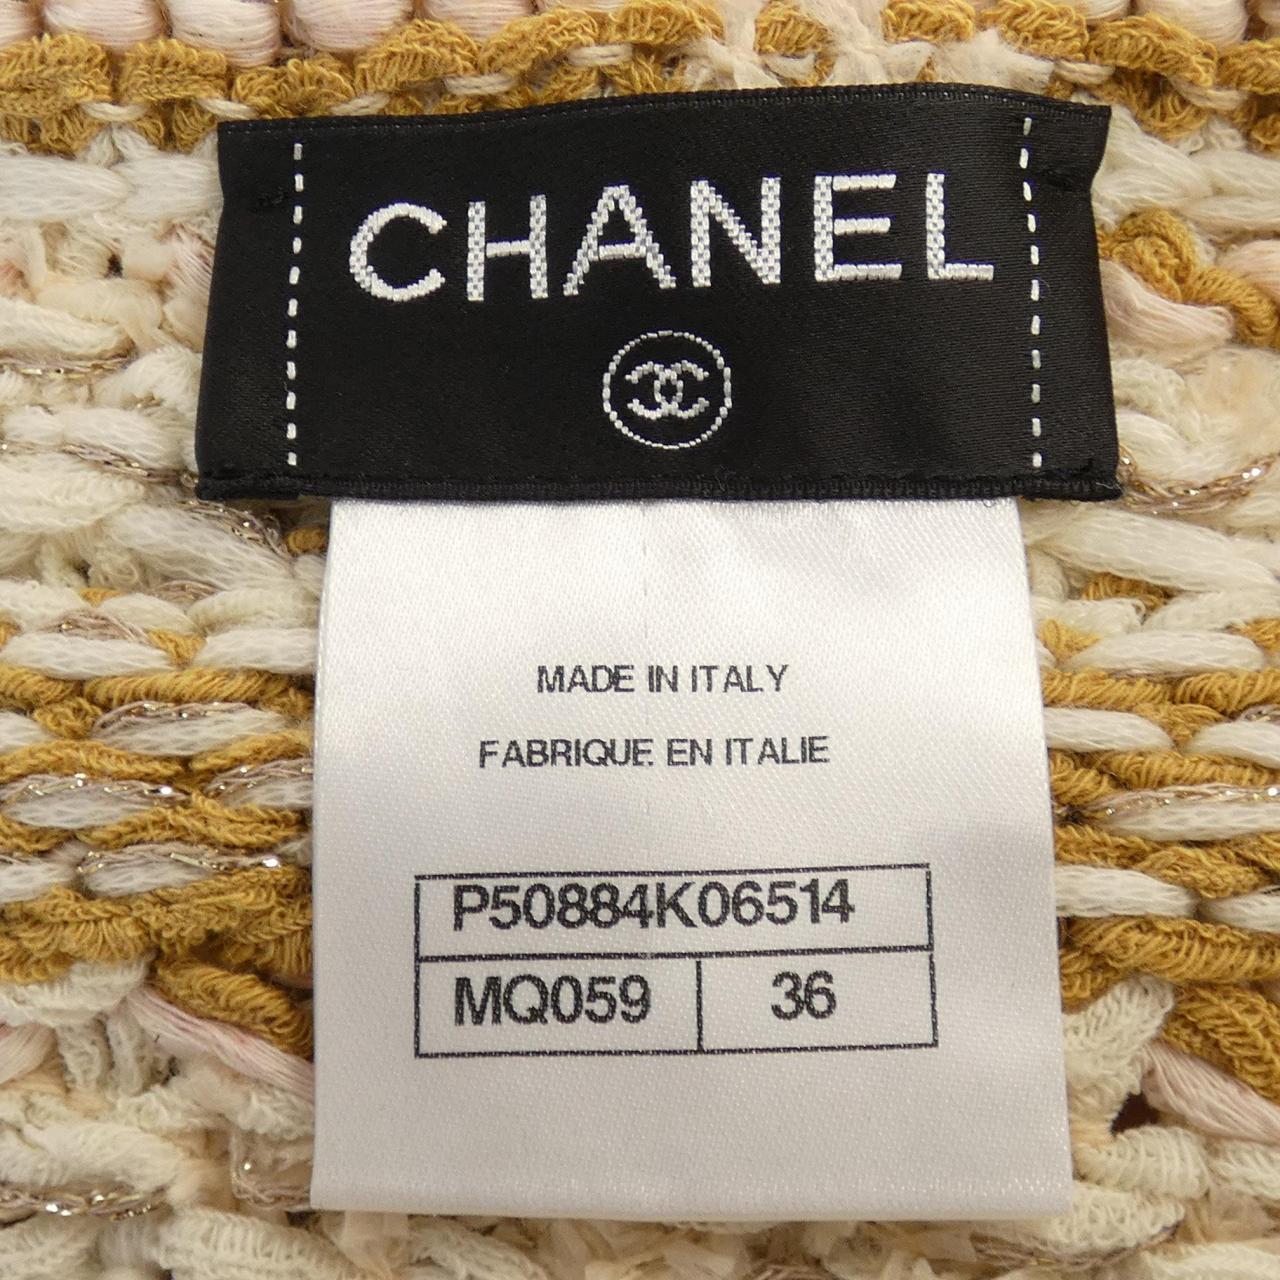 CHANEL
MADE IN ITALY
FABRIQUE EN ITALIE
P50884K06514
MQ059 36